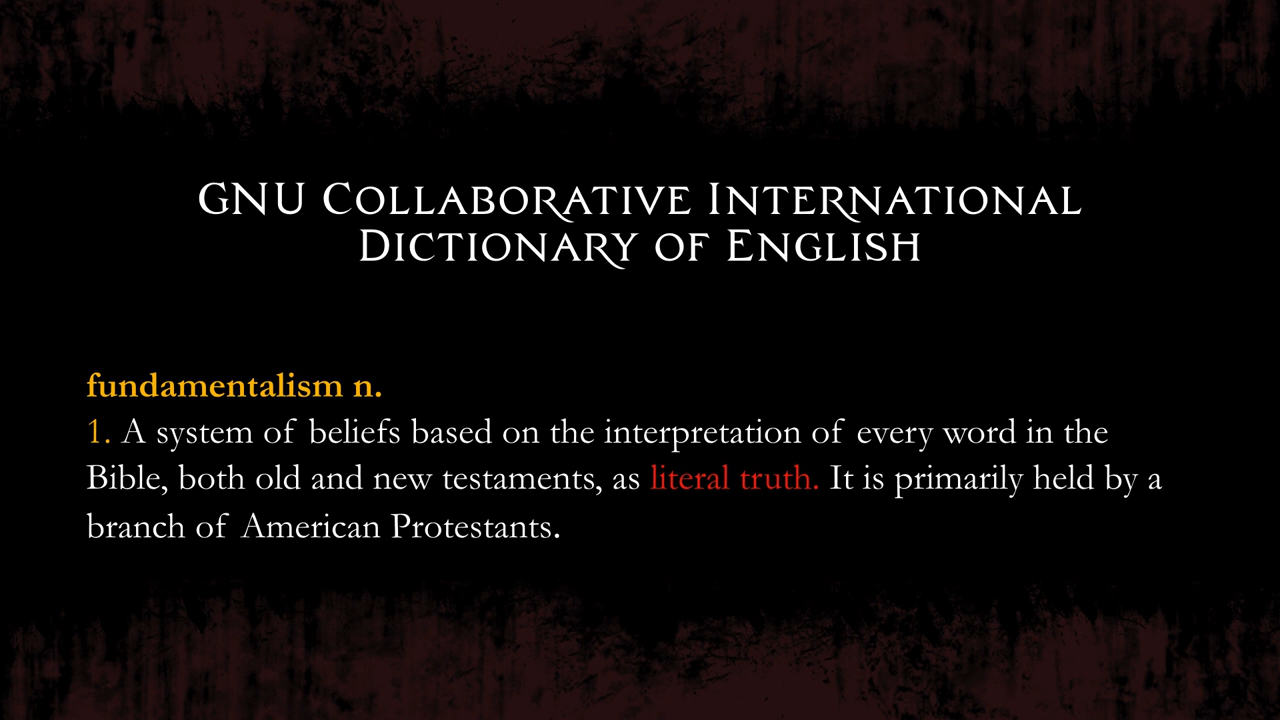 GNU Collaborative International
Dictionary of English
fundamentalism n.
1. A system of beliefs based on the interpretation of every word in the
Bible, both old and new testaments, as literal truth. It is primarily held by a
branch of American Protestants.